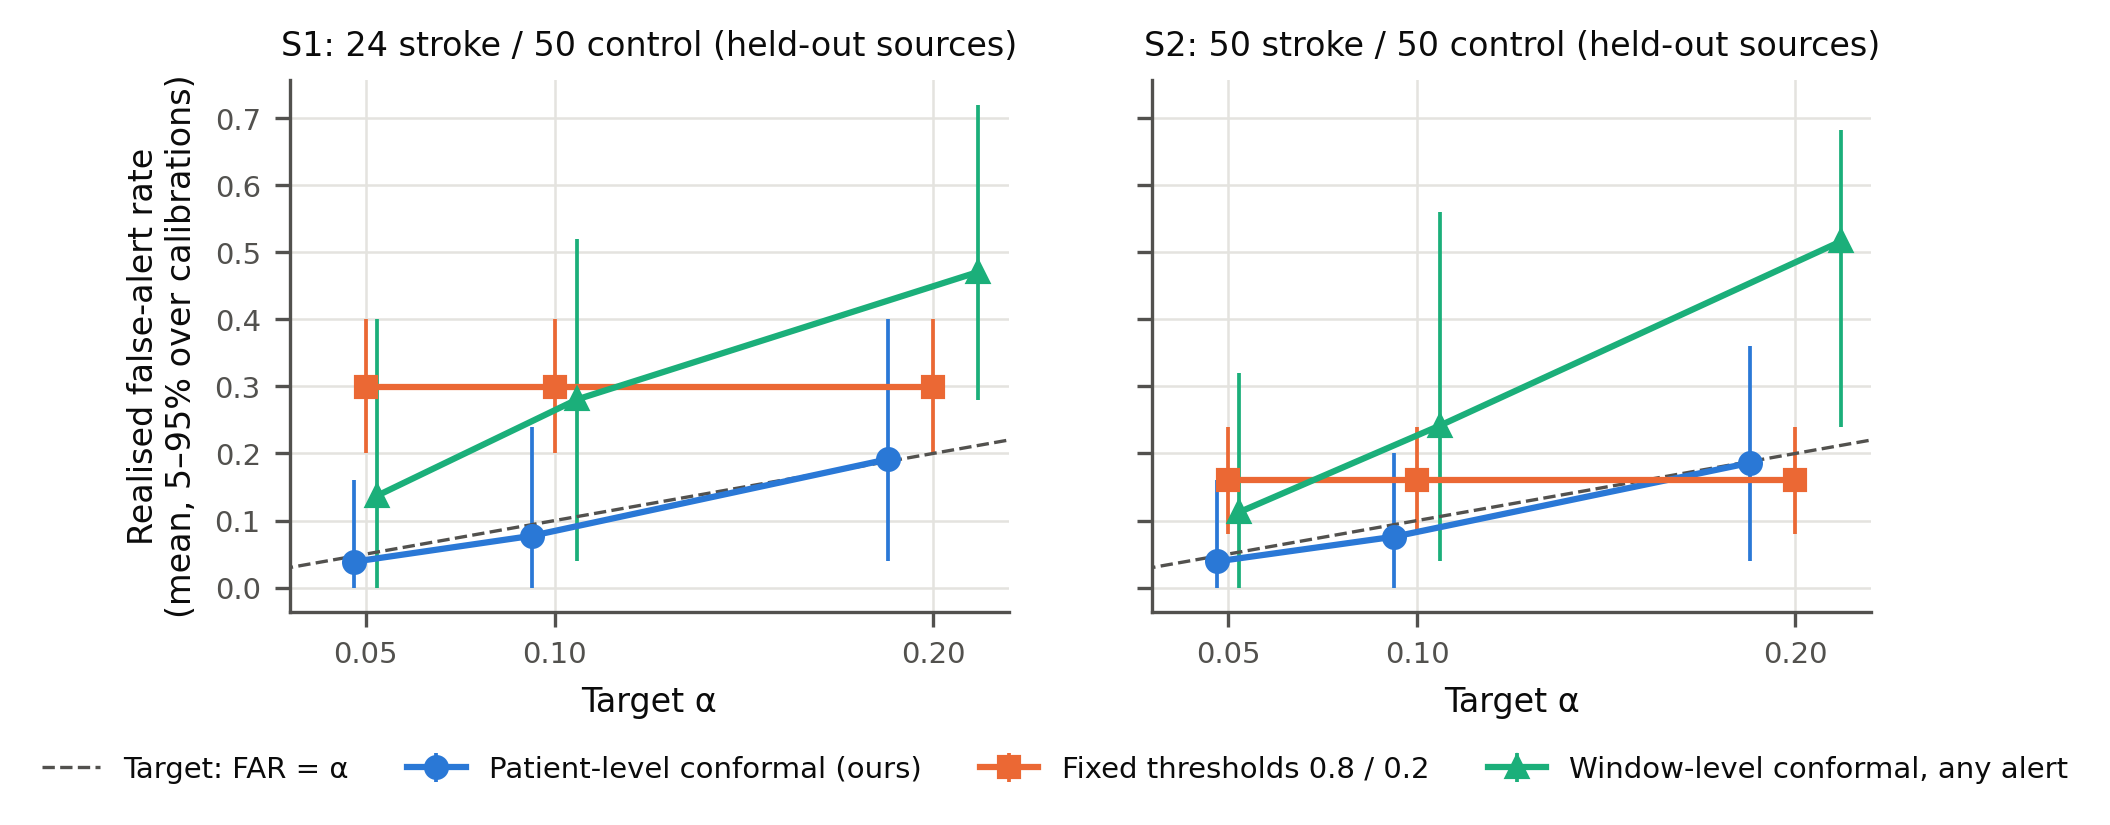 S1: 24 stroke / 50 control (held-out sources)
S2: 50 stroke / 50 control (held-out sources)
Realised false-alert rate
(mean, 5–95% over calibrations)
0.7
0.6
0.5
0.4
0.3
0.2
0.1
0.0
0.05 0.10 0.20
0.05 0.10 0.20
Target α
Target α
Target: FAR = α
Patient-level conformal (ours)
Fixed thresholds 0.8 / 0.2
Window-level conformal, any alert